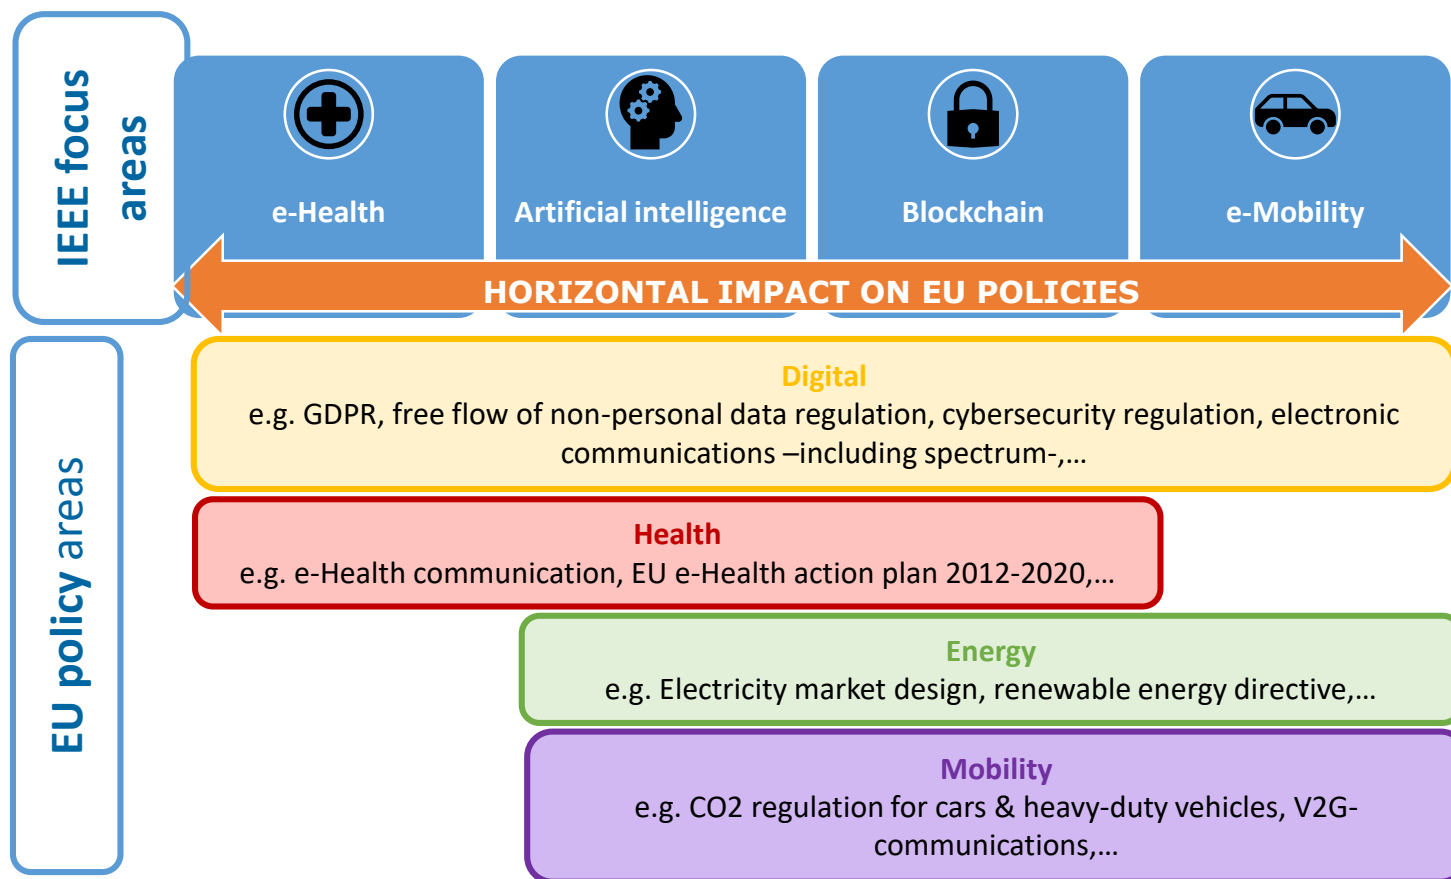 IEEE focus
areas
e-Health
Artificial intelligence
Blockchain
e-Mobility
HORIZONTAL IMPACT ON EU POLICIES
EU policy areas
Digital
e.g. GDPR, free flow of non-personal data regulation, cybersecurity regulation, electronic
communications –including spectrum-,…
Health
e.g. e-Health communication, EU e-Health action plan 2012-2020,…
Energy
e.g. Electricity market design, renewable energy directive,…
Mobility
e.g. CO2 regulation for cars & heavy-duty vehicles, V2G-
communications,…